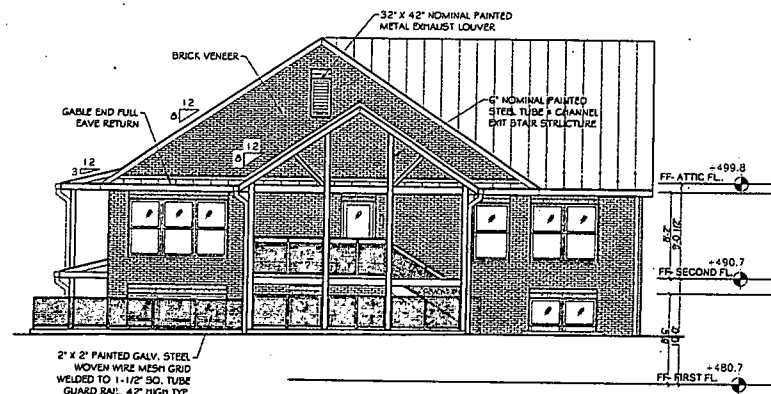 32" X 42" NOMINAL PAINTED
METAL EXHAUST LOUVER
BRICK VENEER
12
8
GABLE END FULL
EAVE RETURN
6" NOMINAL PAINTED
STEEL TUBE & CHANNEL
EXIT STAIR STRUCTURE
12
8
12
3
+499.8
FF- ATTIC FL.
+490.7
FF- SECOND FL.
2" X 2" PAINTED GALV. STEEL
WOVEN WIRE MESH GRID
WELDED TO 1-1/2" SQ. TUBE
GUARD RAIL, 42" HIGH TYP.
+480.7
FF- FIRST FL.